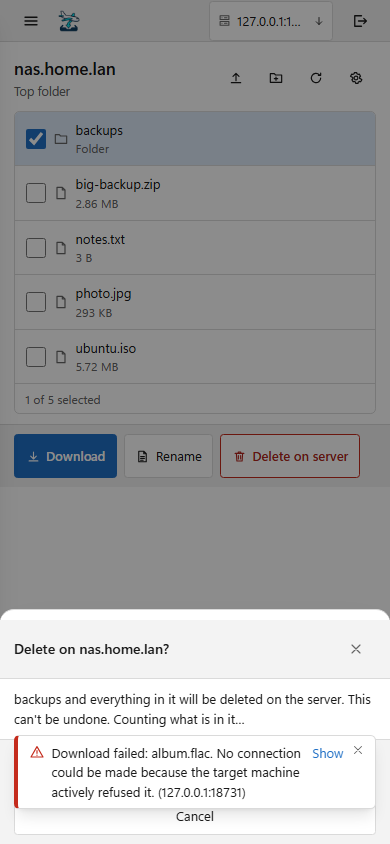 127.0.0.1:1...
nas.home.lan
Top folder
backups
Folder
big-backup.zip
2.86 MB
notes.txt
3 B
photo.jpg
293 KB
ubuntu.iso
5.72 MB
1 of 5 selected
Download
Rename
Delete on server
Delete on nas.home.lan?
backups and everything in it will be deleted on the server. This
can't be undone. Counting what is in it...
Download failed: album.flac. No connection
could be made because the target machine
actively refused it. (127.0.0.1:18731)
Show
Cancel